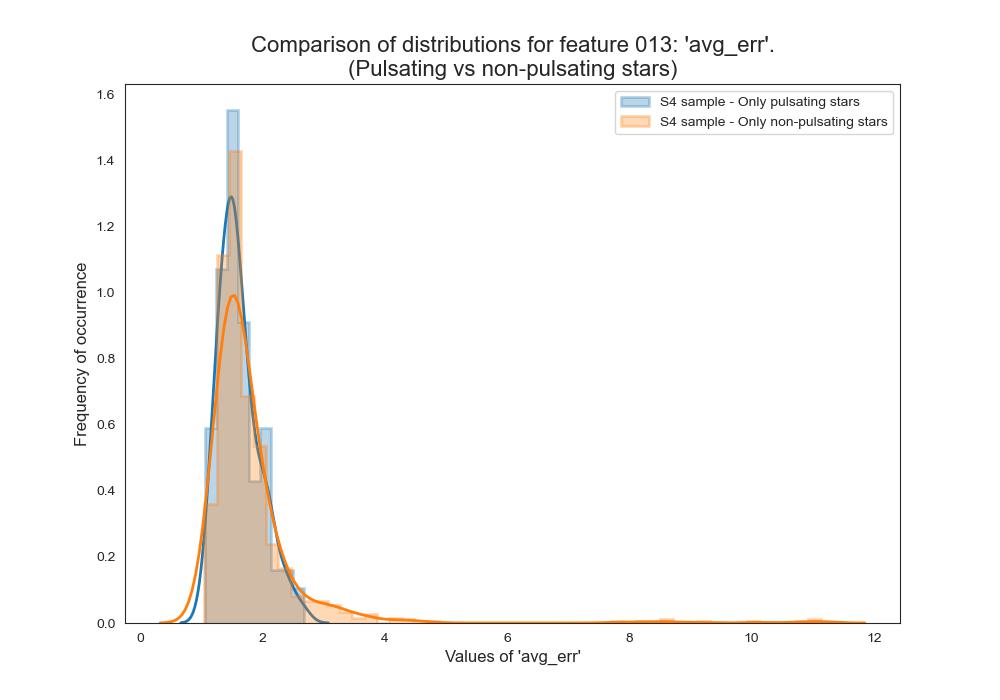 Comparison of distributions for feature 013: 'avg_err'.
(Pulsating vs non-pulsating stars)
S4 sample - Only pulsating stars
S4 sample - Only non-pulsating stars
Frequency of occurrence
1.6
1.4
1.2
1.0
0.8
0.6
0.4
0.2
0.0
0
2
4
6
8
10
12
Values of 'avg_err'